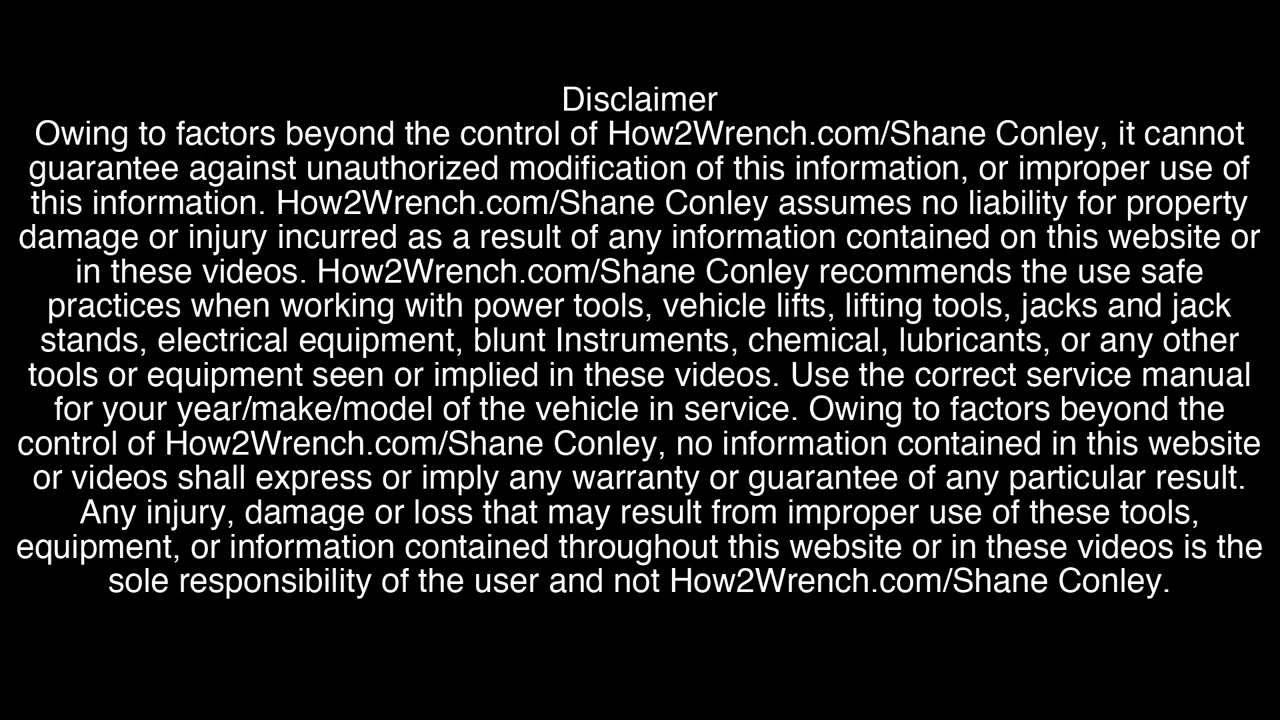 Disclaimer
Owing to factors beyond the control of How2Wrench.com/Shane Conley, it cannot
guarantee against unauthorized modification of this information, or improper use of
this information. How2Wrench.com/Shane Conley assumes no liability for property
damage or injury incurred as a result of any information contained on this website or
in these videos. How2Wrench.com/Shane Conley recommends the use safe
practices when working with power tools, vehicle lifts, lifting tools, jacks and jack
stands, electrical equipment, blunt Instruments, chemical, lubricants, or any other
tools or equipment seen or implied in these videos. Use the correct service manual
for your year/make/model of the vehicle in service. Owing to factors beyond the
control of How2Wrench.com/Shane Conley, no information contained in this website
or videos shall express or imply any warranty or guarantee of any particular result.
Any injury, damage or loss that may result from improper use of these tools,
equipment, or information contained throughout this website or in these videos is the
sole responsibility of the user and not How2Wrench.com/Shane Conley.